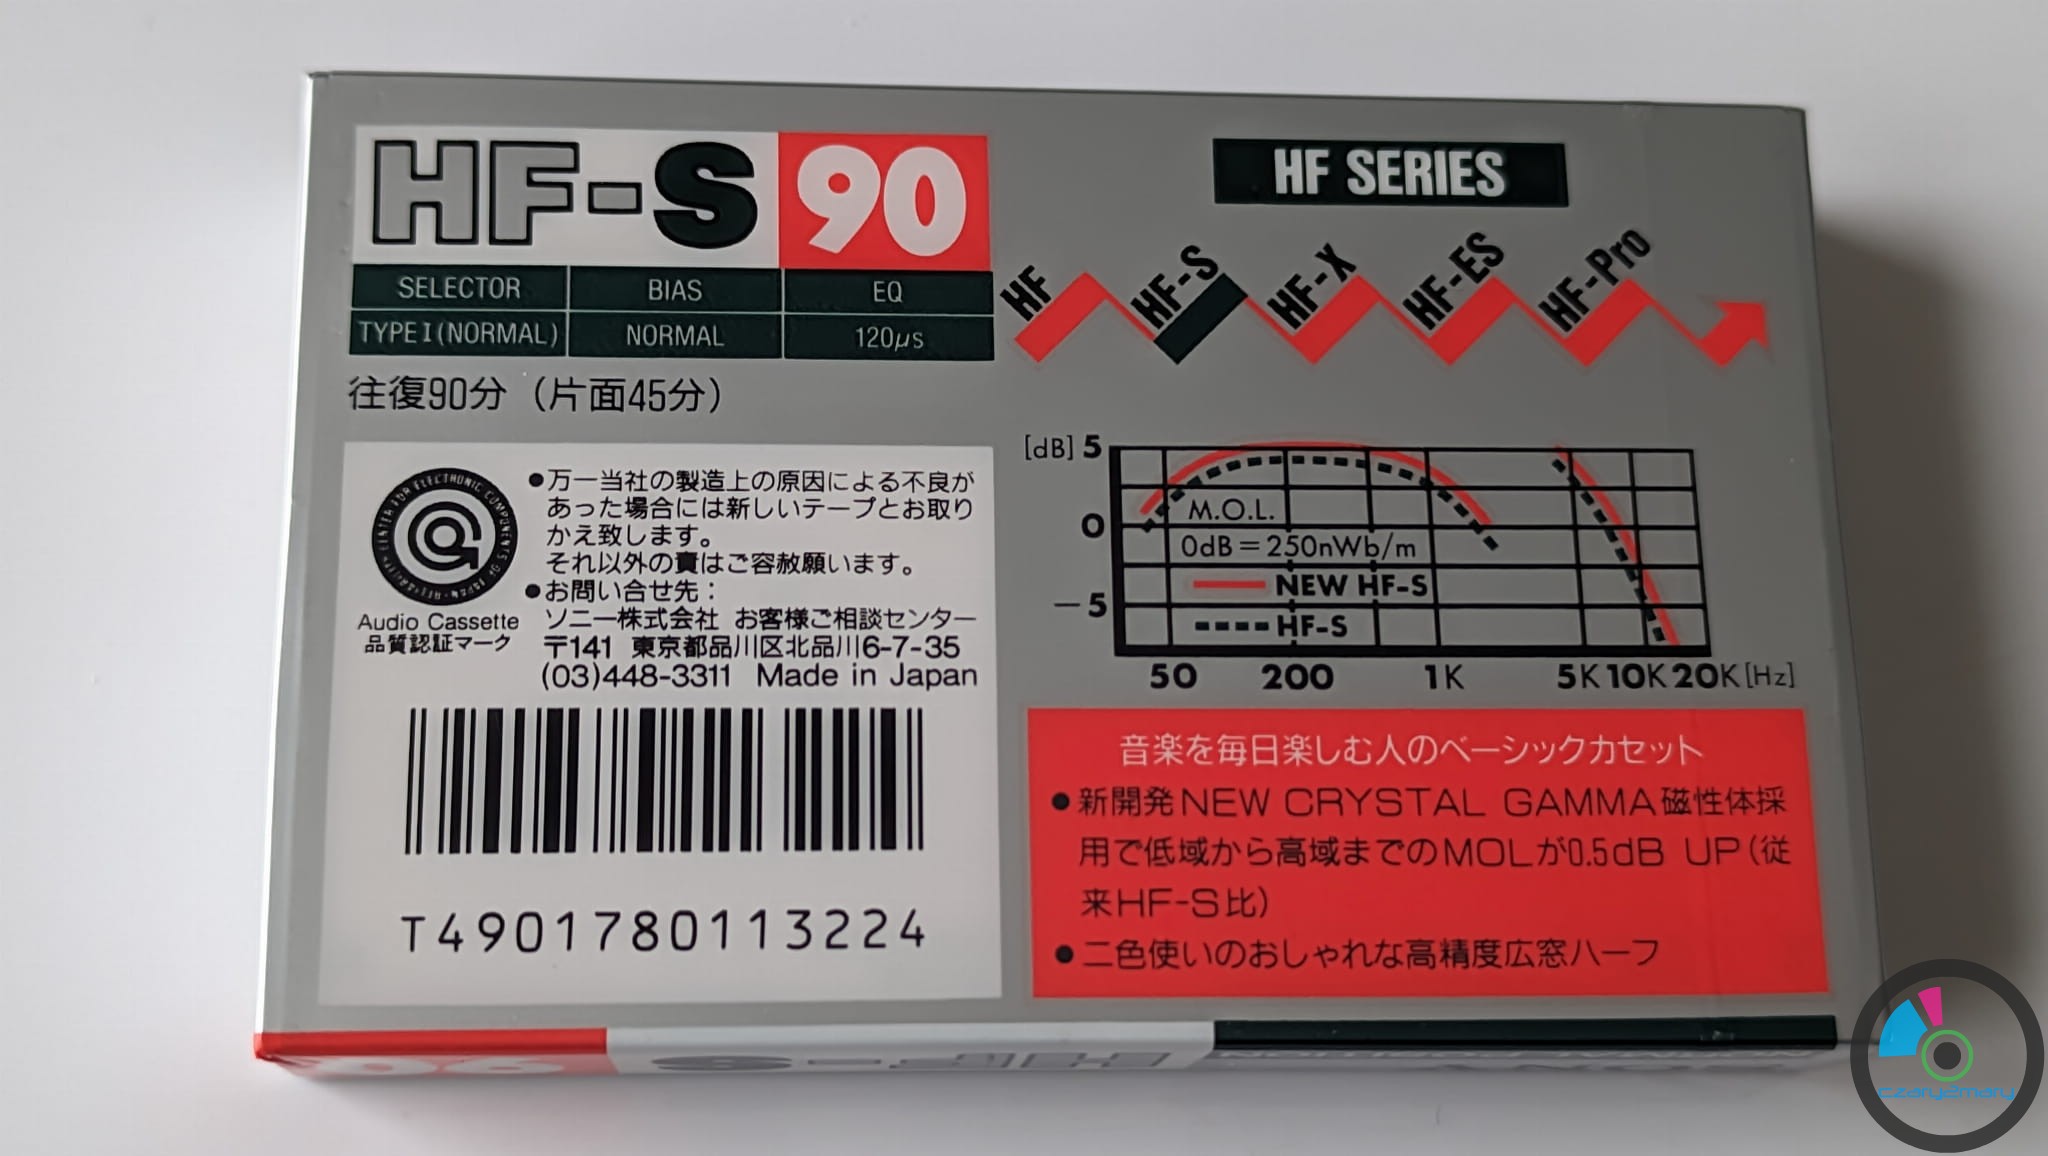 HF-S 90
SELECTOR BIAS EQ
TYPE I (NORMAL) NORMAL 120μs
往復90分（片面45分）
Audio Cassette
品質認証マーク
●万一当社の製造上の原因による不良が
あった場合には新しいテープとお取り
かえ致します。
それ以外の責はご容赦願います。
●お問い合せ先：
ソニー株式会社 お客様ご相談センター
〒141 東京都品川区北品川6-7-35
(03)448-3311 Made in Japan
T4901780113224
HF SERIES
HF HF-S HF-X HF-ES HF-Pro
[dB] 5
0
-5
M.O.L.
0dB=250nWb/m
NEW HF-S
HF-S
50 200 1K 5K 10K 20K [Hz]
音楽を毎日楽しむ人のベーシックカセット
●新開発NEW CRYSTAL GAMMA磁性体採
用で低域から高域までのMOLが0.5dB UP（従
来HF-S比）
●二色使いのおしゃれな高精度広窓ハーフ
90 HF-S SONY
czary2mary